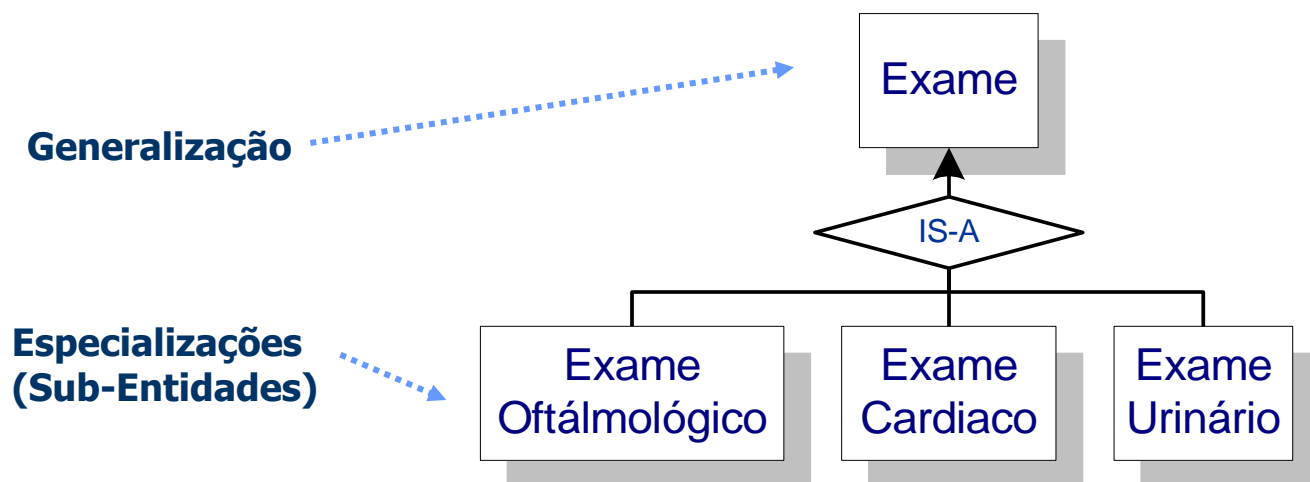 Exame
Generalização
IS-A
Especializações
(Sub-Entidades)
Exame
Oftálmológico
Exame
Cardiaco
Exame
Urinário